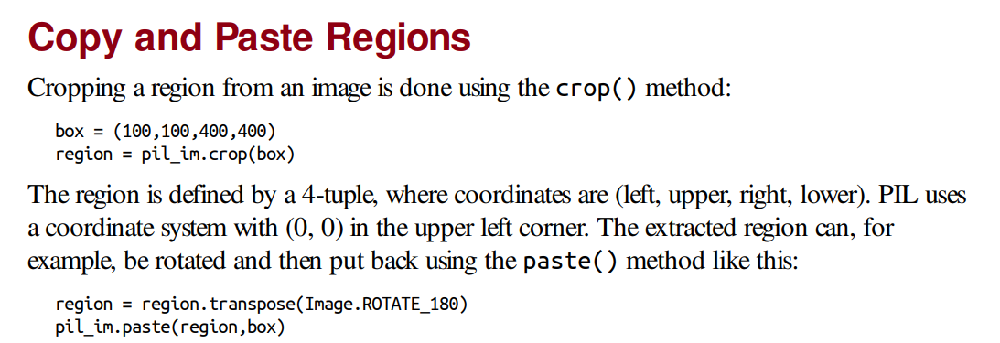 Copy and Paste Regions
Cropping a region from an image is done using the crop() method:
box = (100,100,400,400)
region = pil_im.crop(box)
The region is defined by a 4-tuple, where coordinates are (left, upper, right, lower). PIL uses
a coordinate system with (0, 0) in the upper left corner. The extracted region can, for
example, be rotated and then put back using the paste() method like this:
region = region.transpose(Image.ROTATE_180)
pil_im.paste(region,box)